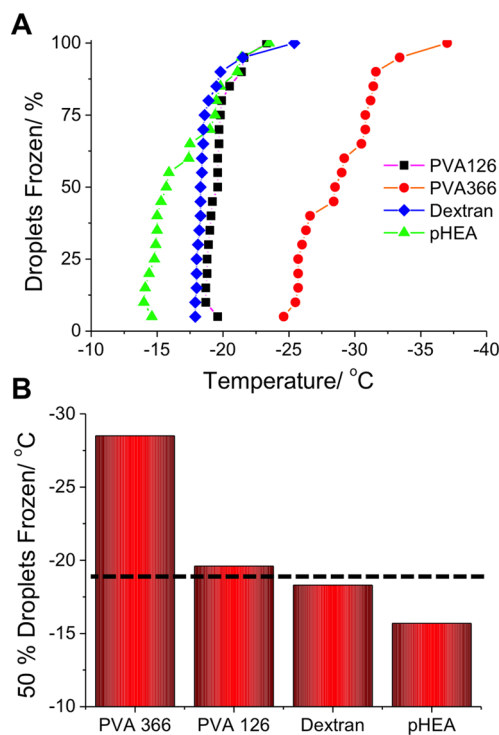 A
100
75
50
25
0
Droplets Frozen/ %
PVA126
PVA366
Dextran
pHEA
-10 -15 -20 -25 -30 -35 -40
Temperature/ °C
B
-30
-25
-20
-15
-10
50 % Droplets Frozen/ °C
PVA 366 PVA 126 Dextran pHEA